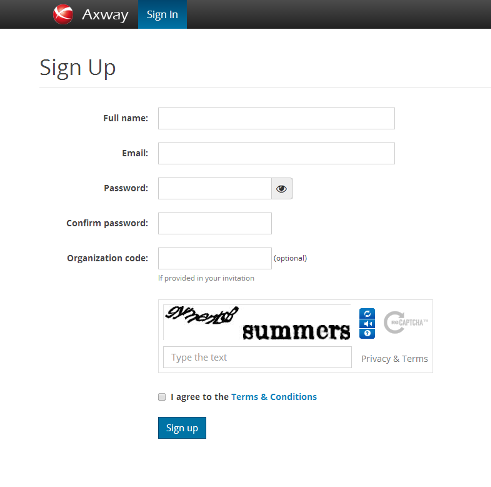 Axway Sign In
Sign Up
Full name:
Email:
Password:
Confirm password:
Organization code: (optional)
If provided in your invitation
summers
reCAPTCHA™
Type the text
Privacy & Terms
I agree to the Terms & Conditions
Sign up